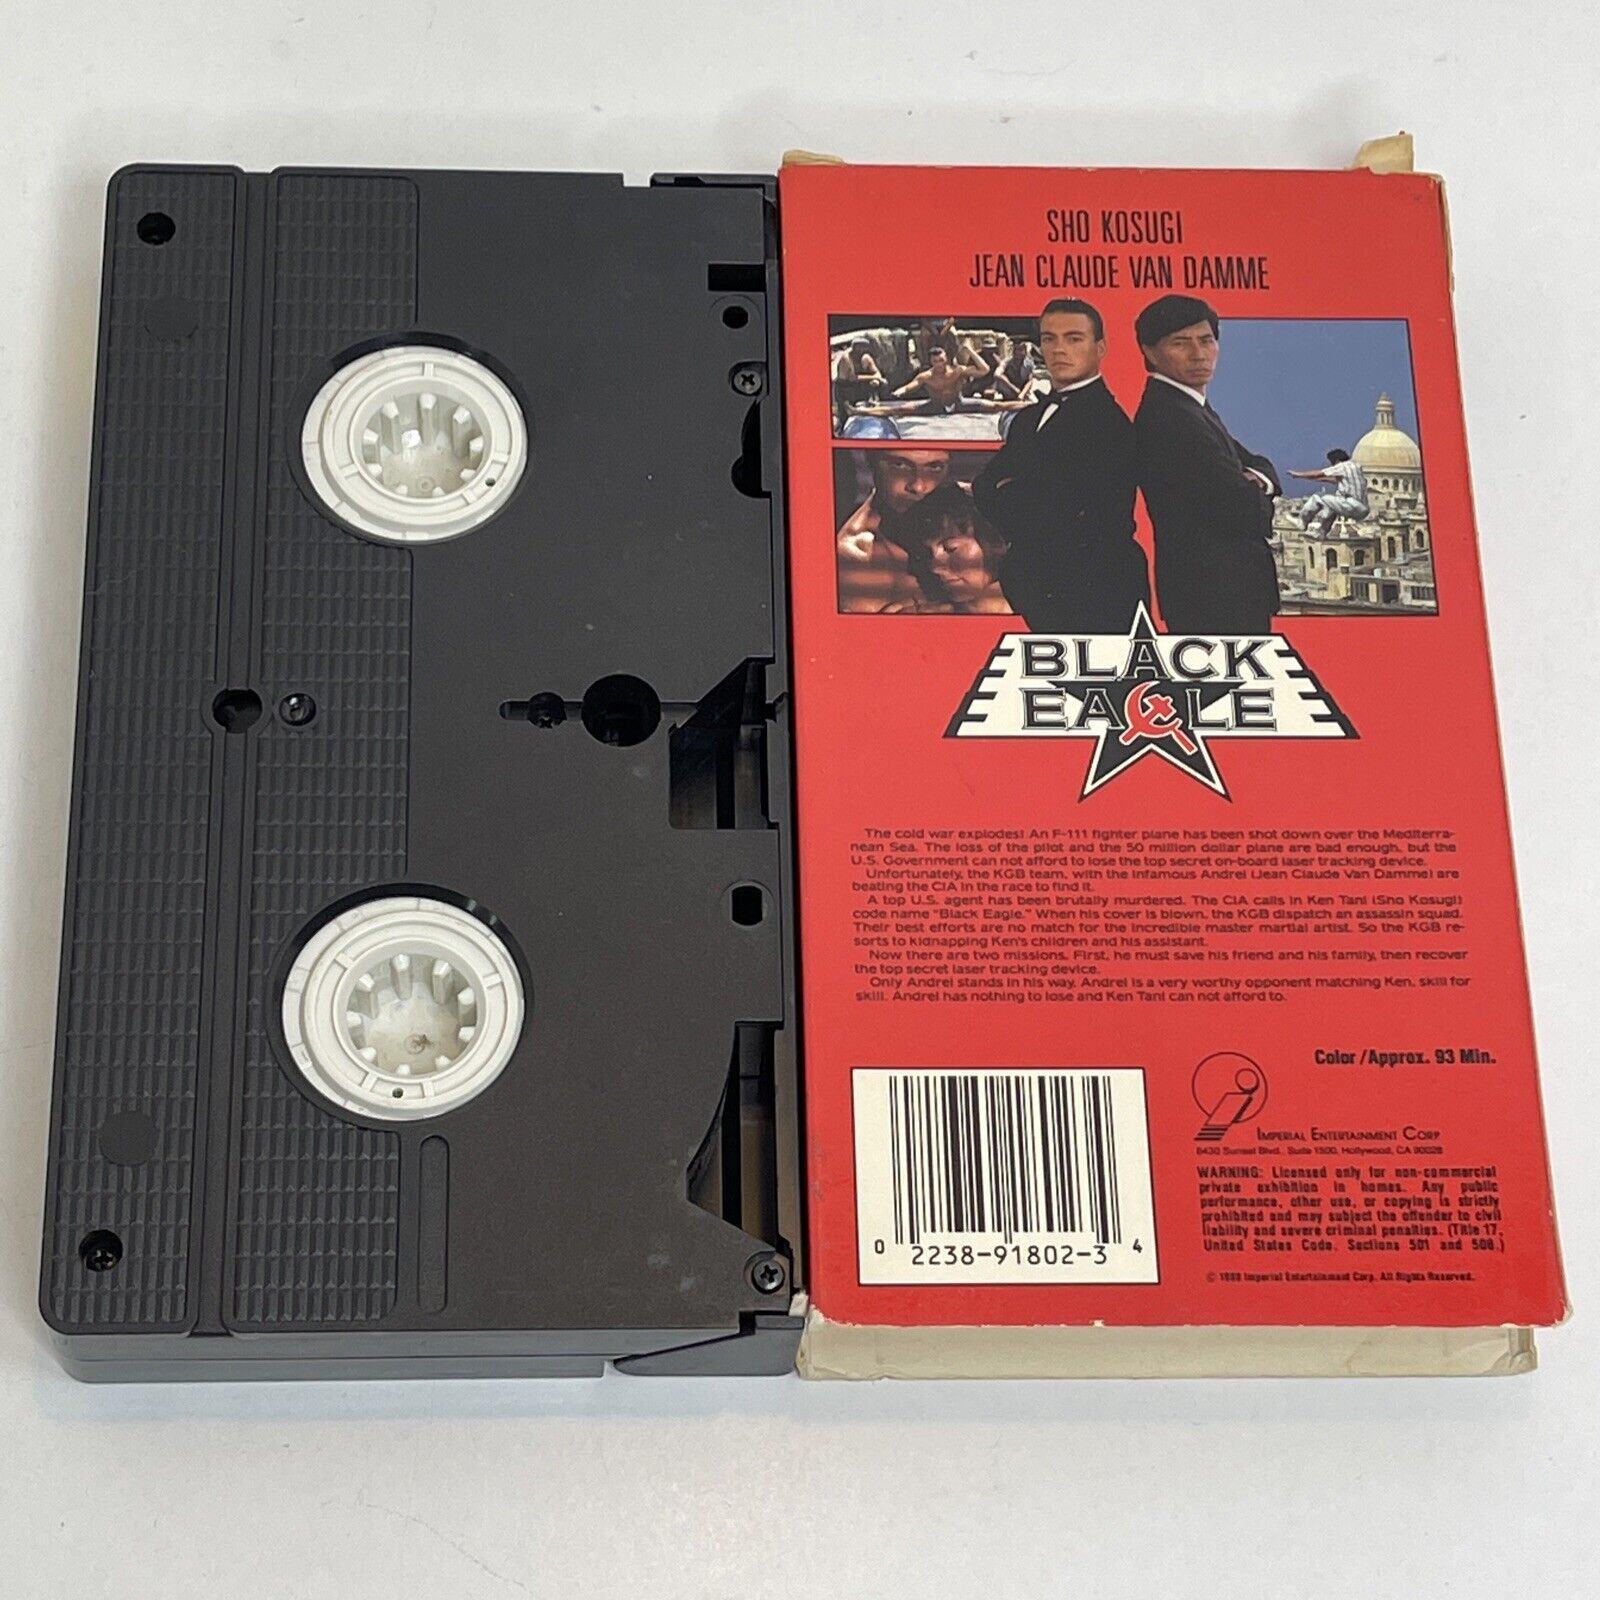 SHO KOSUGI
JEAN CLAUDE VAN DAMME
BLACK
EAGLE
The cold war explodes! An F-111 fighter plane has been shot down over the Mediterra-
nean Sea. The loss of the pilot and the 50 million dollar plane are bad enough, but the
U.S. Government can not afford to lose the top secret on-board laser tracking device.
Unfortunately, the KGB team, with the infamous Andrei (Jean Claude Van Damme) are
beating the CIA in the race to find it.
A top U.S. agent has been brutally murdered. The CIA calls in Ken Tani (Sho Kosugi)
code name "Black Eagle." When his cover is blown, the KGB dispatch an assassin squad.
Their best efforts are no match for the incredible master martial artist. So the KGB re-
sorts to kidnapping Ken's children and his assistant.
Now there are two missions. First, he must save his friend and his family, then recover
the top secret laser tracking device.
Only Andrei stands in his way. Andrei is a very worthy opponent matching Ken, skill for
skill. Andrei has nothing to lose and Ken Tani can not afford to.
Color/Approx. 93 Min.
IMPERIAL ENTERTAINMENT CORP
6430 Sunset Blvd., Suite 1500, Hollywood, CA 90028
WARNING: Licensed only for non-commercial
private exhibition in homes. Any public
performance, other use, or copying is strictly
prohibited and may subject the offender to civil
liability and severe criminal penalties. (Title 17,
United States Code, Sections 501 and 506.)
© 1988 Imperial Entertainment Corp. All Rights Reserved.
0 2238-91802-3 4